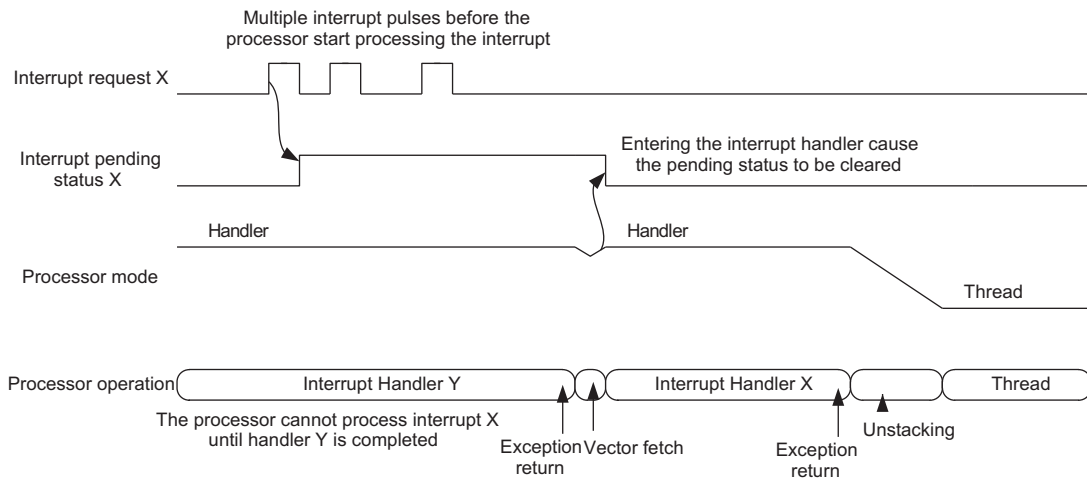 Multiple interrupt pulses before the
processor start processing the interrupt
Interrupt request X
Interrupt pending
status X
Entering the interrupt handler cause
the pending status to be cleared
Handler
Handler
Processor mode
Thread
Processor operation
Interrupt Handler Y
Interrupt Handler X
Thread
The processor cannot process interrupt X
until handler Y is completed
Exception
return
Vector fetch
Exception
return
Unstacking